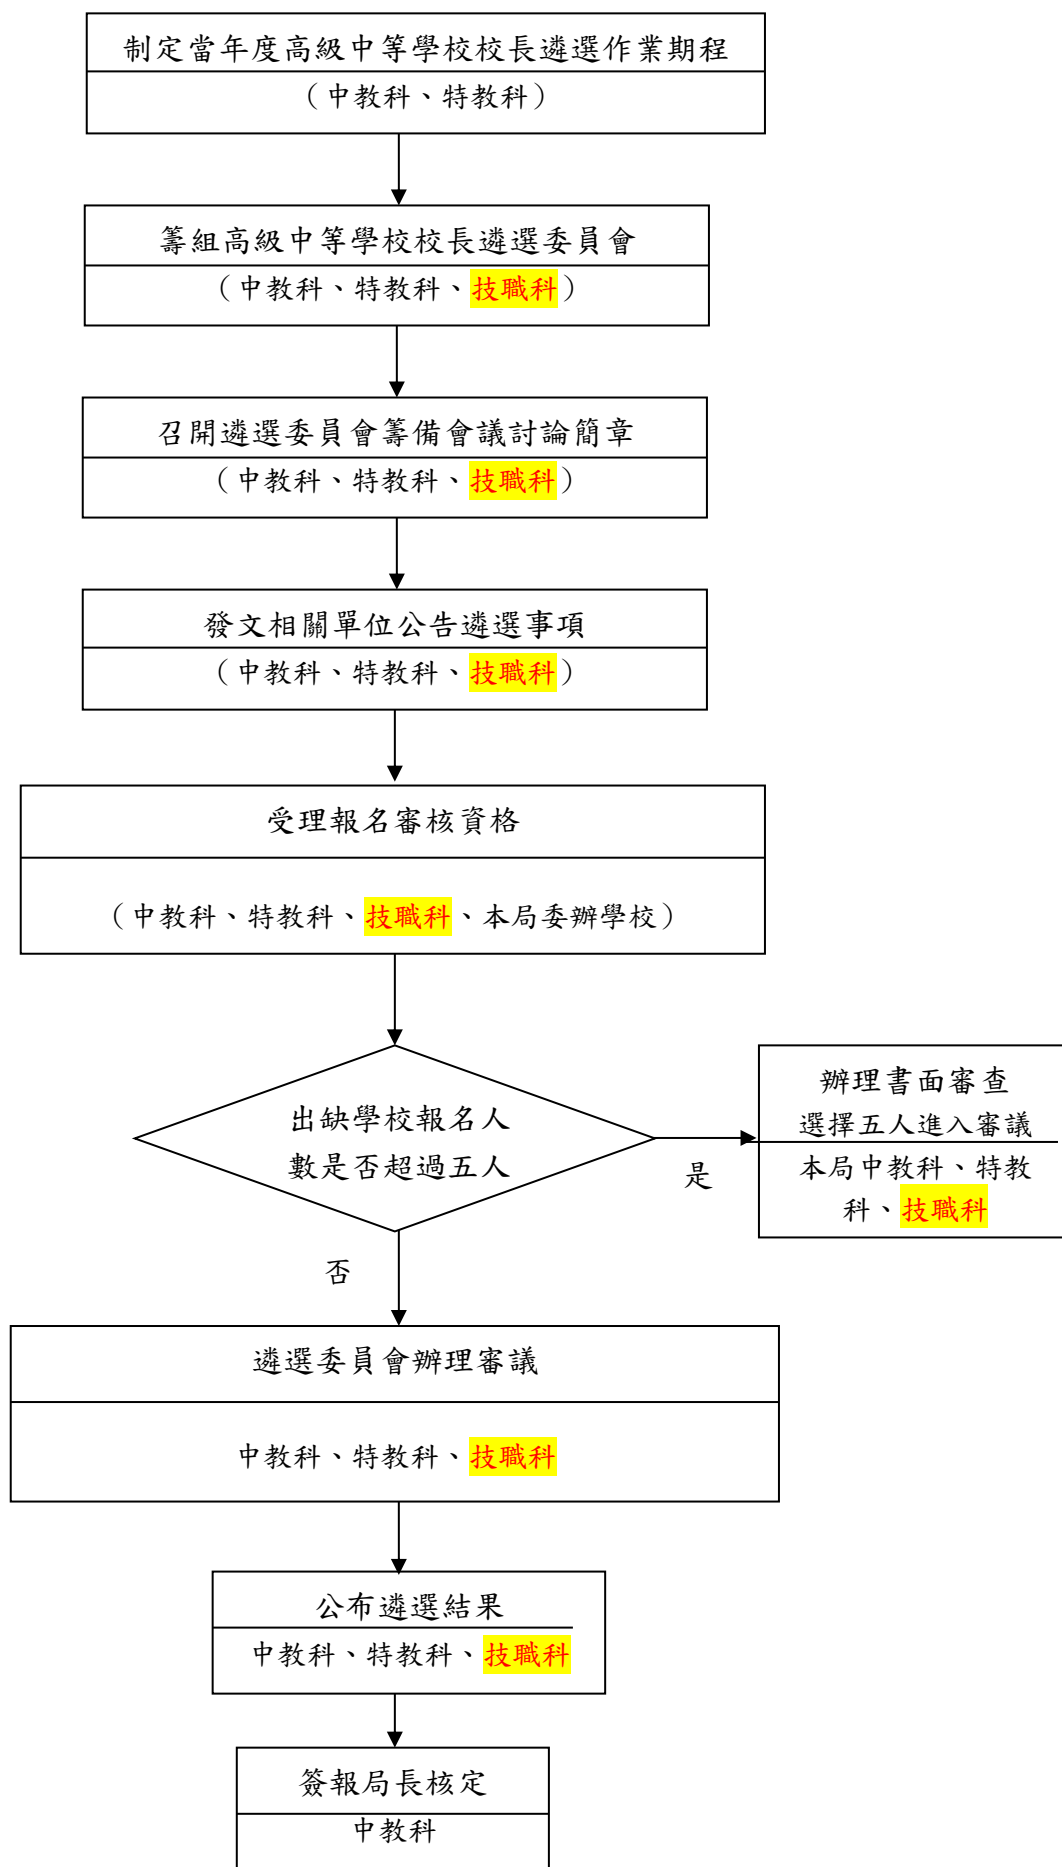 制定當年度高級中等學校校長遴選作業期程
（中教科、特教科）
籌組高級中等學校校長遴選委員會
（中教科、特教科、技職科）
召開遴選委員會籌備會議討論簡章
（中教科、特教科、技職科）
發文相關單位公告遴選事項
（中教科、特教科、技職科）
受理報名審核資格
（中教科、特教科、技職科、本局委辦學校）
出缺學校報名人
數是否超過五人
是
辦理書面審查
選擇五人進入審議
本局中教科、特教
科、技職科
否
遴選委員會辦理審議
中教科、特教科、技職科
公布遴選結果
中教科、特教科、技職科
簽報局長核定
中教科